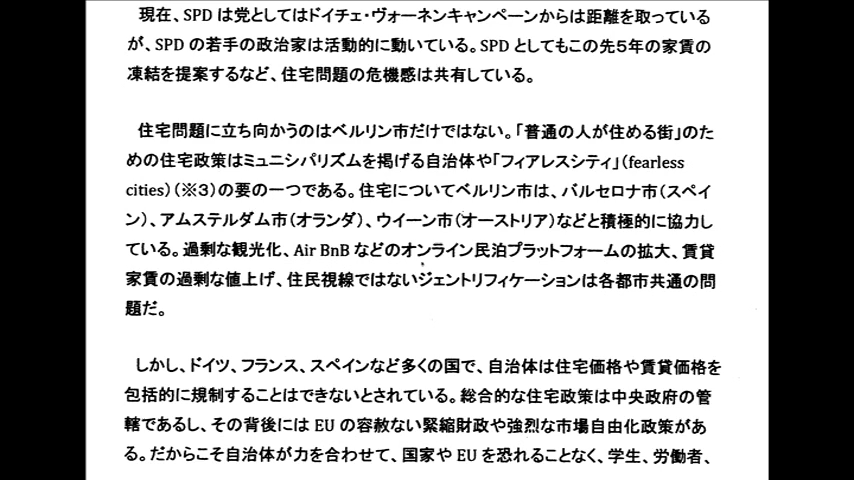 現在、SPD は党としてはドイチェ・ヴォーネンキャンペーンからは距離を取っている
が、SPD の若手の政治家は活動的に動いている。SPD としてもこの先5年の家賃の
凍結を提案するなど、住宅問題の危機感は共有している。
住宅問題に立ち向かうのはベルリン市だけではない。「普通の人が住める街」のた
めの住宅政策はミュニシパリズムを掲げる自治体や「フィアレスシティ」(fearless
cities)(※3)の要の一つである。住宅についてベルリン市は、バルセロナ市(スペイ
ン)、アムステルダム市(オランダ)、ウイーン市(オーストリア)などと積極的に協力し
ている。過剰な観光化、Air BnB などのオンライン民泊プラットフォームの拡大、賃貸
家賃の過剰な値上げ、住民視線ではないジェントリフィケーションは各都市共通の問
題だ。
しかし、ドイツ、フランス、スペインなど多くの国で、自治体は住宅価格や賃貸価格を
包括的に規制することはできないとされている。総合的な住宅政策は中央政府の管
轄であるし、その背後には EU の容赦ない緊縮財政や強烈な市場自由化政策があ
る。だからこそ自治体が力を合わせて、国家や EU を恐れることなく、学生、労働者、